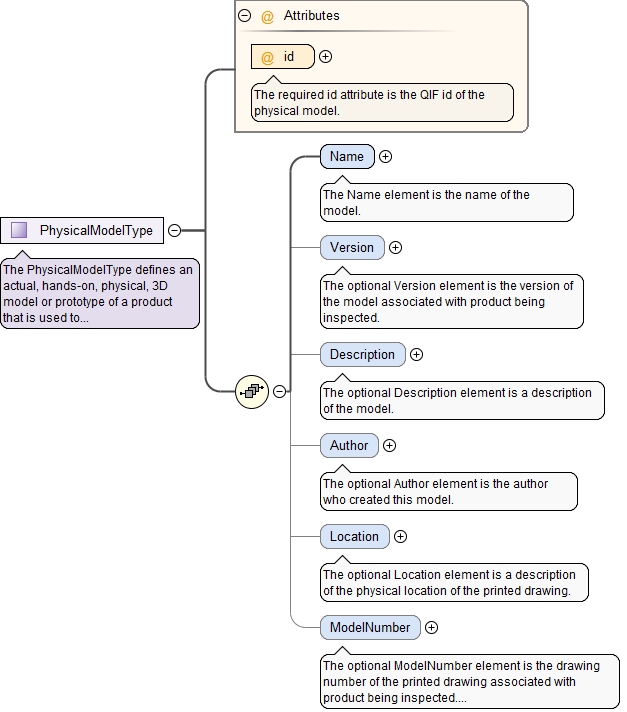 @ Attributes
@ id
The required id attribute is the QIF id of the
physical model.
Name
The Name element is the name of the
model.
PhysicalModelType
The PhysicalModelType defines an
actual, hands-on, physical, 3D
model or prototype of a product
that is used to...
Version
The optional Version element is the version of
the model associated with product being
inspected.
Description
The optional Description element is a description
of the model.
Author
The optional Author element is the author
who created this model.
Location
The optional Location element is a description
of the physical location of the printed drawing.
ModelNumber
The optional ModelNumber element is the drawing
number of the printed drawing associated with
product being inspected....